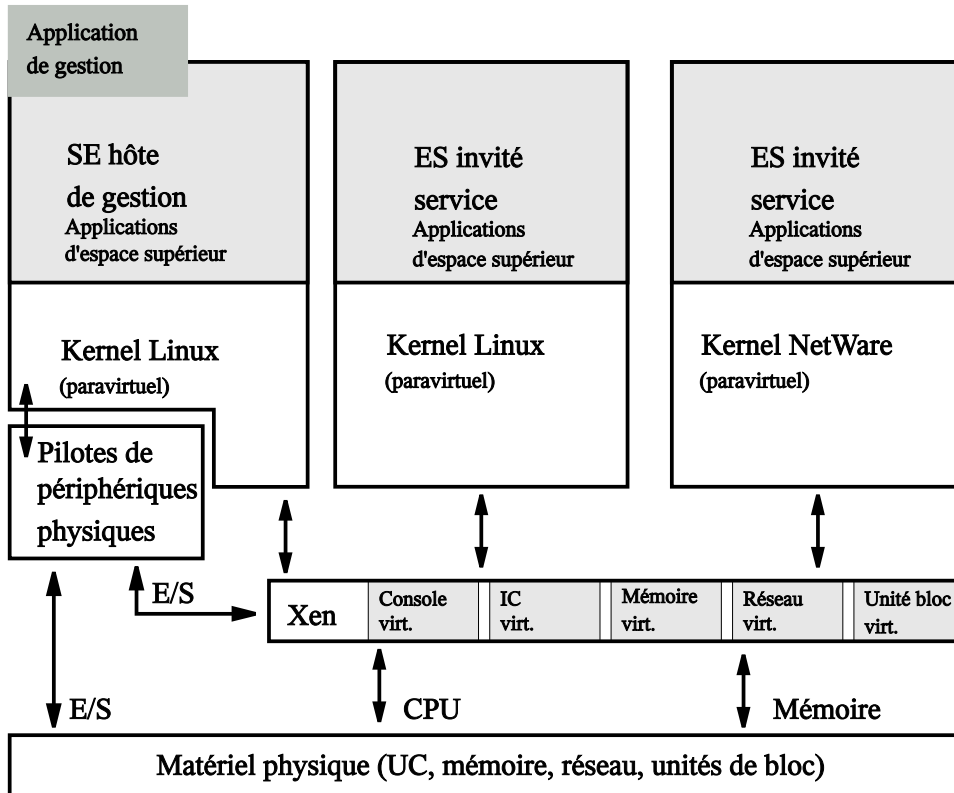 Application
de gestion
SE hôte
de gestion
Applications
d'espace supérieur
ES invité
service
Applications
d'espace supérieur
ES invité
service
Applications
d'espace supérieur
Kernel Linux
(paravirtuel)
Kernel Linux
(paravirtuel)
Kernel NetWare
(paravirtuel)
Pilotes de
périphériques
physiques
E/S
Xen
Console
virt.
IC
virt.
Mémoire
virt.
Réseau
virt.
Unité bloc
virt.
E/S
CPU
Mémoire
Matériel physique (UC, mémoire, réseau, unités de bloc)